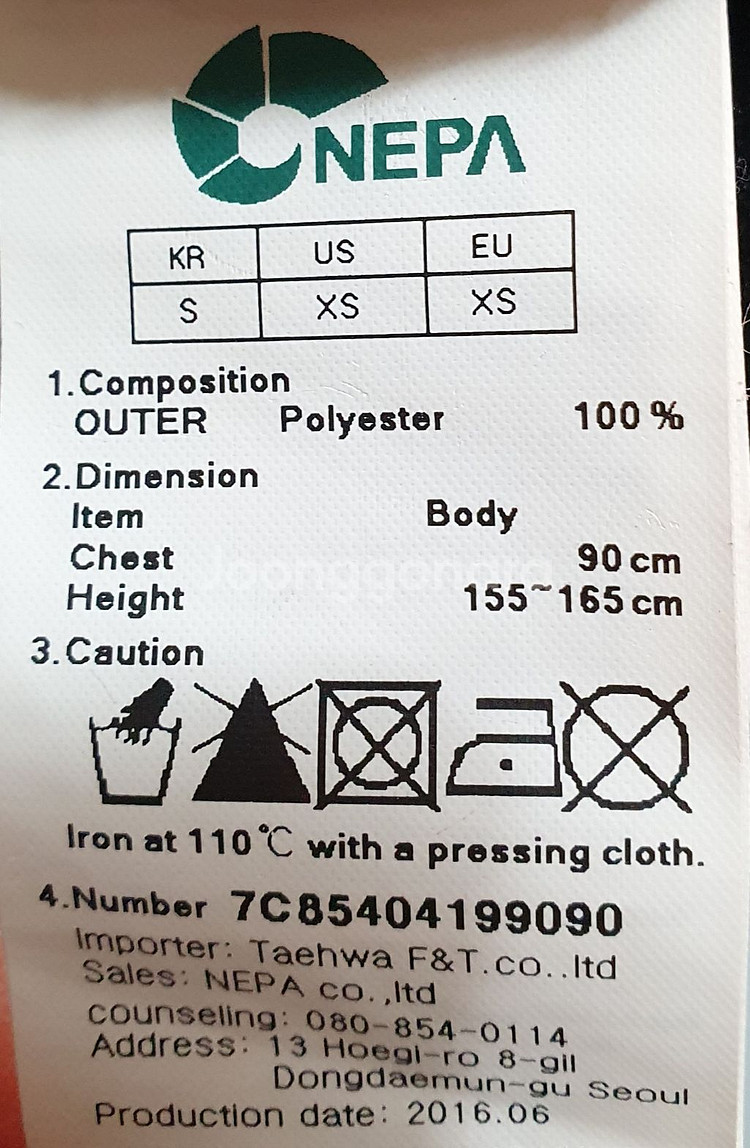 NEPA
KR US EU
S XS XS
1.Composition
OUTER Polyester 100%
2.Dimension
Item Body
Chest 90cm
Height 155~165cm
3.Caution
Iron at 110℃ with a pressing cloth.
4.Number 7C85404199090
Importer: Taehwa F&T.co..ltd
Sales: NEPA co.,ltd
counseling: 080-854-0114
Address: 13 Hoegi-ro 8-gil
Dongdaemun-gu Seoul
Production date: 2016.06